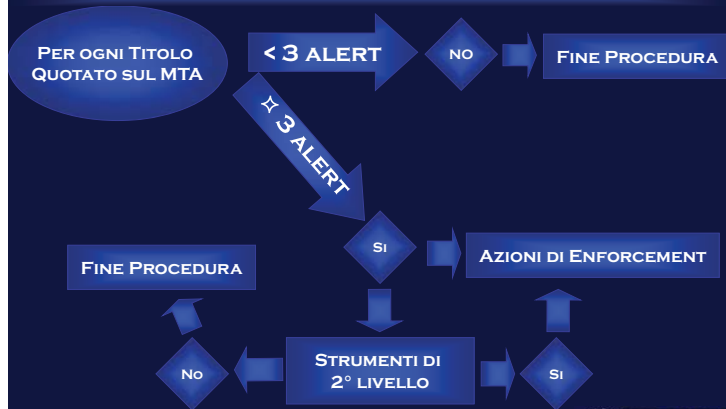 PER OGNI TITOLO
QUOTATO SUL MTA
< 3 ALERT
NO
FINE PROCEDURA
✧ 3 ALERT
SI
FINE PROCEDURA
AZIONI DI ENFORCEMENT
NO
STRUMENTI DI
2° LIVELLO
SI